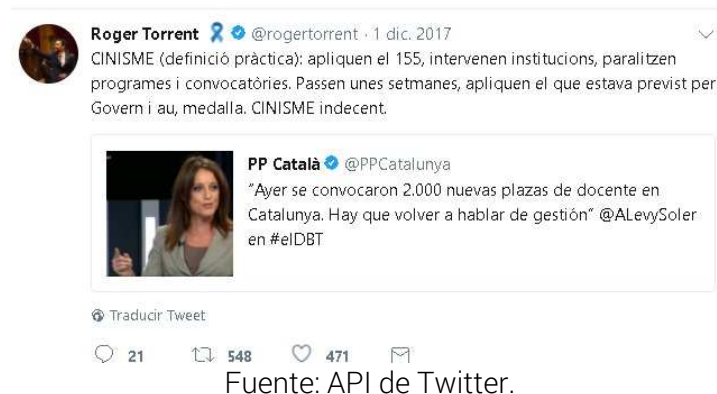 Roger Torrent @rogertorrent · 1 dic. 2017
CINISME (definició pràctica): apliquen el 155, intervenen institucions, paralitzen
programes i convocatòries. Passen unes setmanes, apliquen el que estava previst per
Govern i au, medalla. CINISME indecent.
PP Català @PPCatalunya
"Ayer se convocaron 2.000 nuevas plazas de docente en
Catalunya. Hay que volver a hablar de gestión" @ALevySoler
en #elDBT
Traducir Tweet
21 548 471
Fuente: API de Twitter.